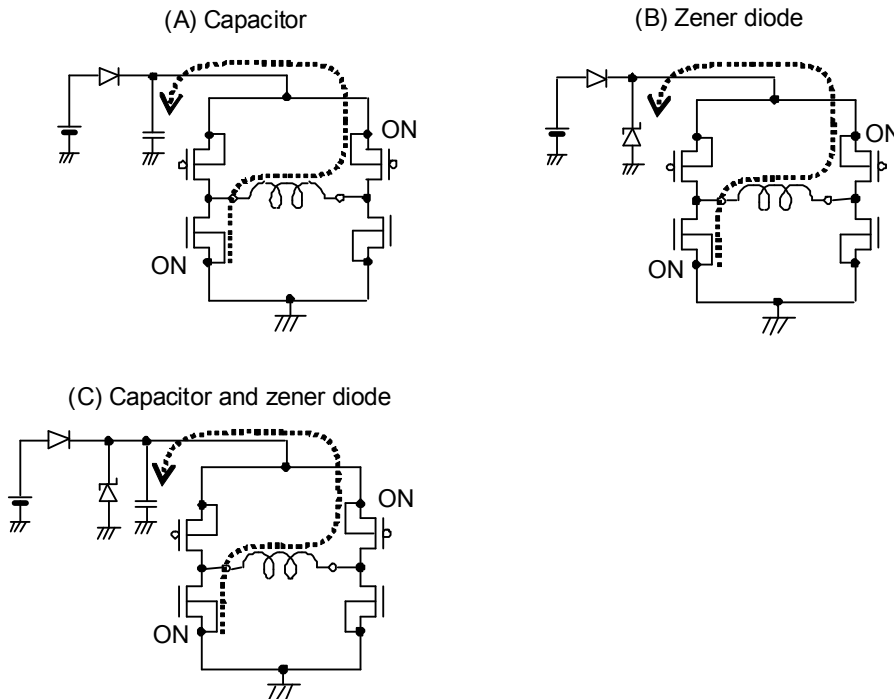 (A) Capacitor
(B) Zener diode
ON
ON
ON
ON
(C) Capacitor and zener diode
ON
ON